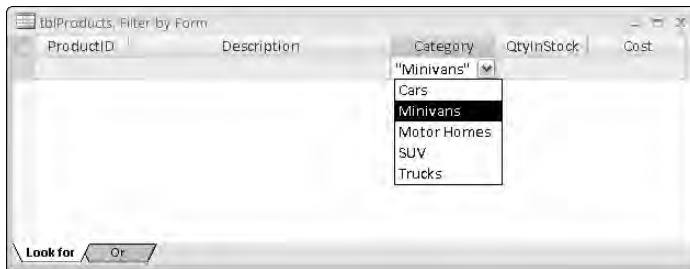 tblProducts, Filter by Form
ProductID Description Category QtyInStock Cost
"Minivans"
Cars
Minivans
Motor Homes
SUV
Trucks
Look for Or